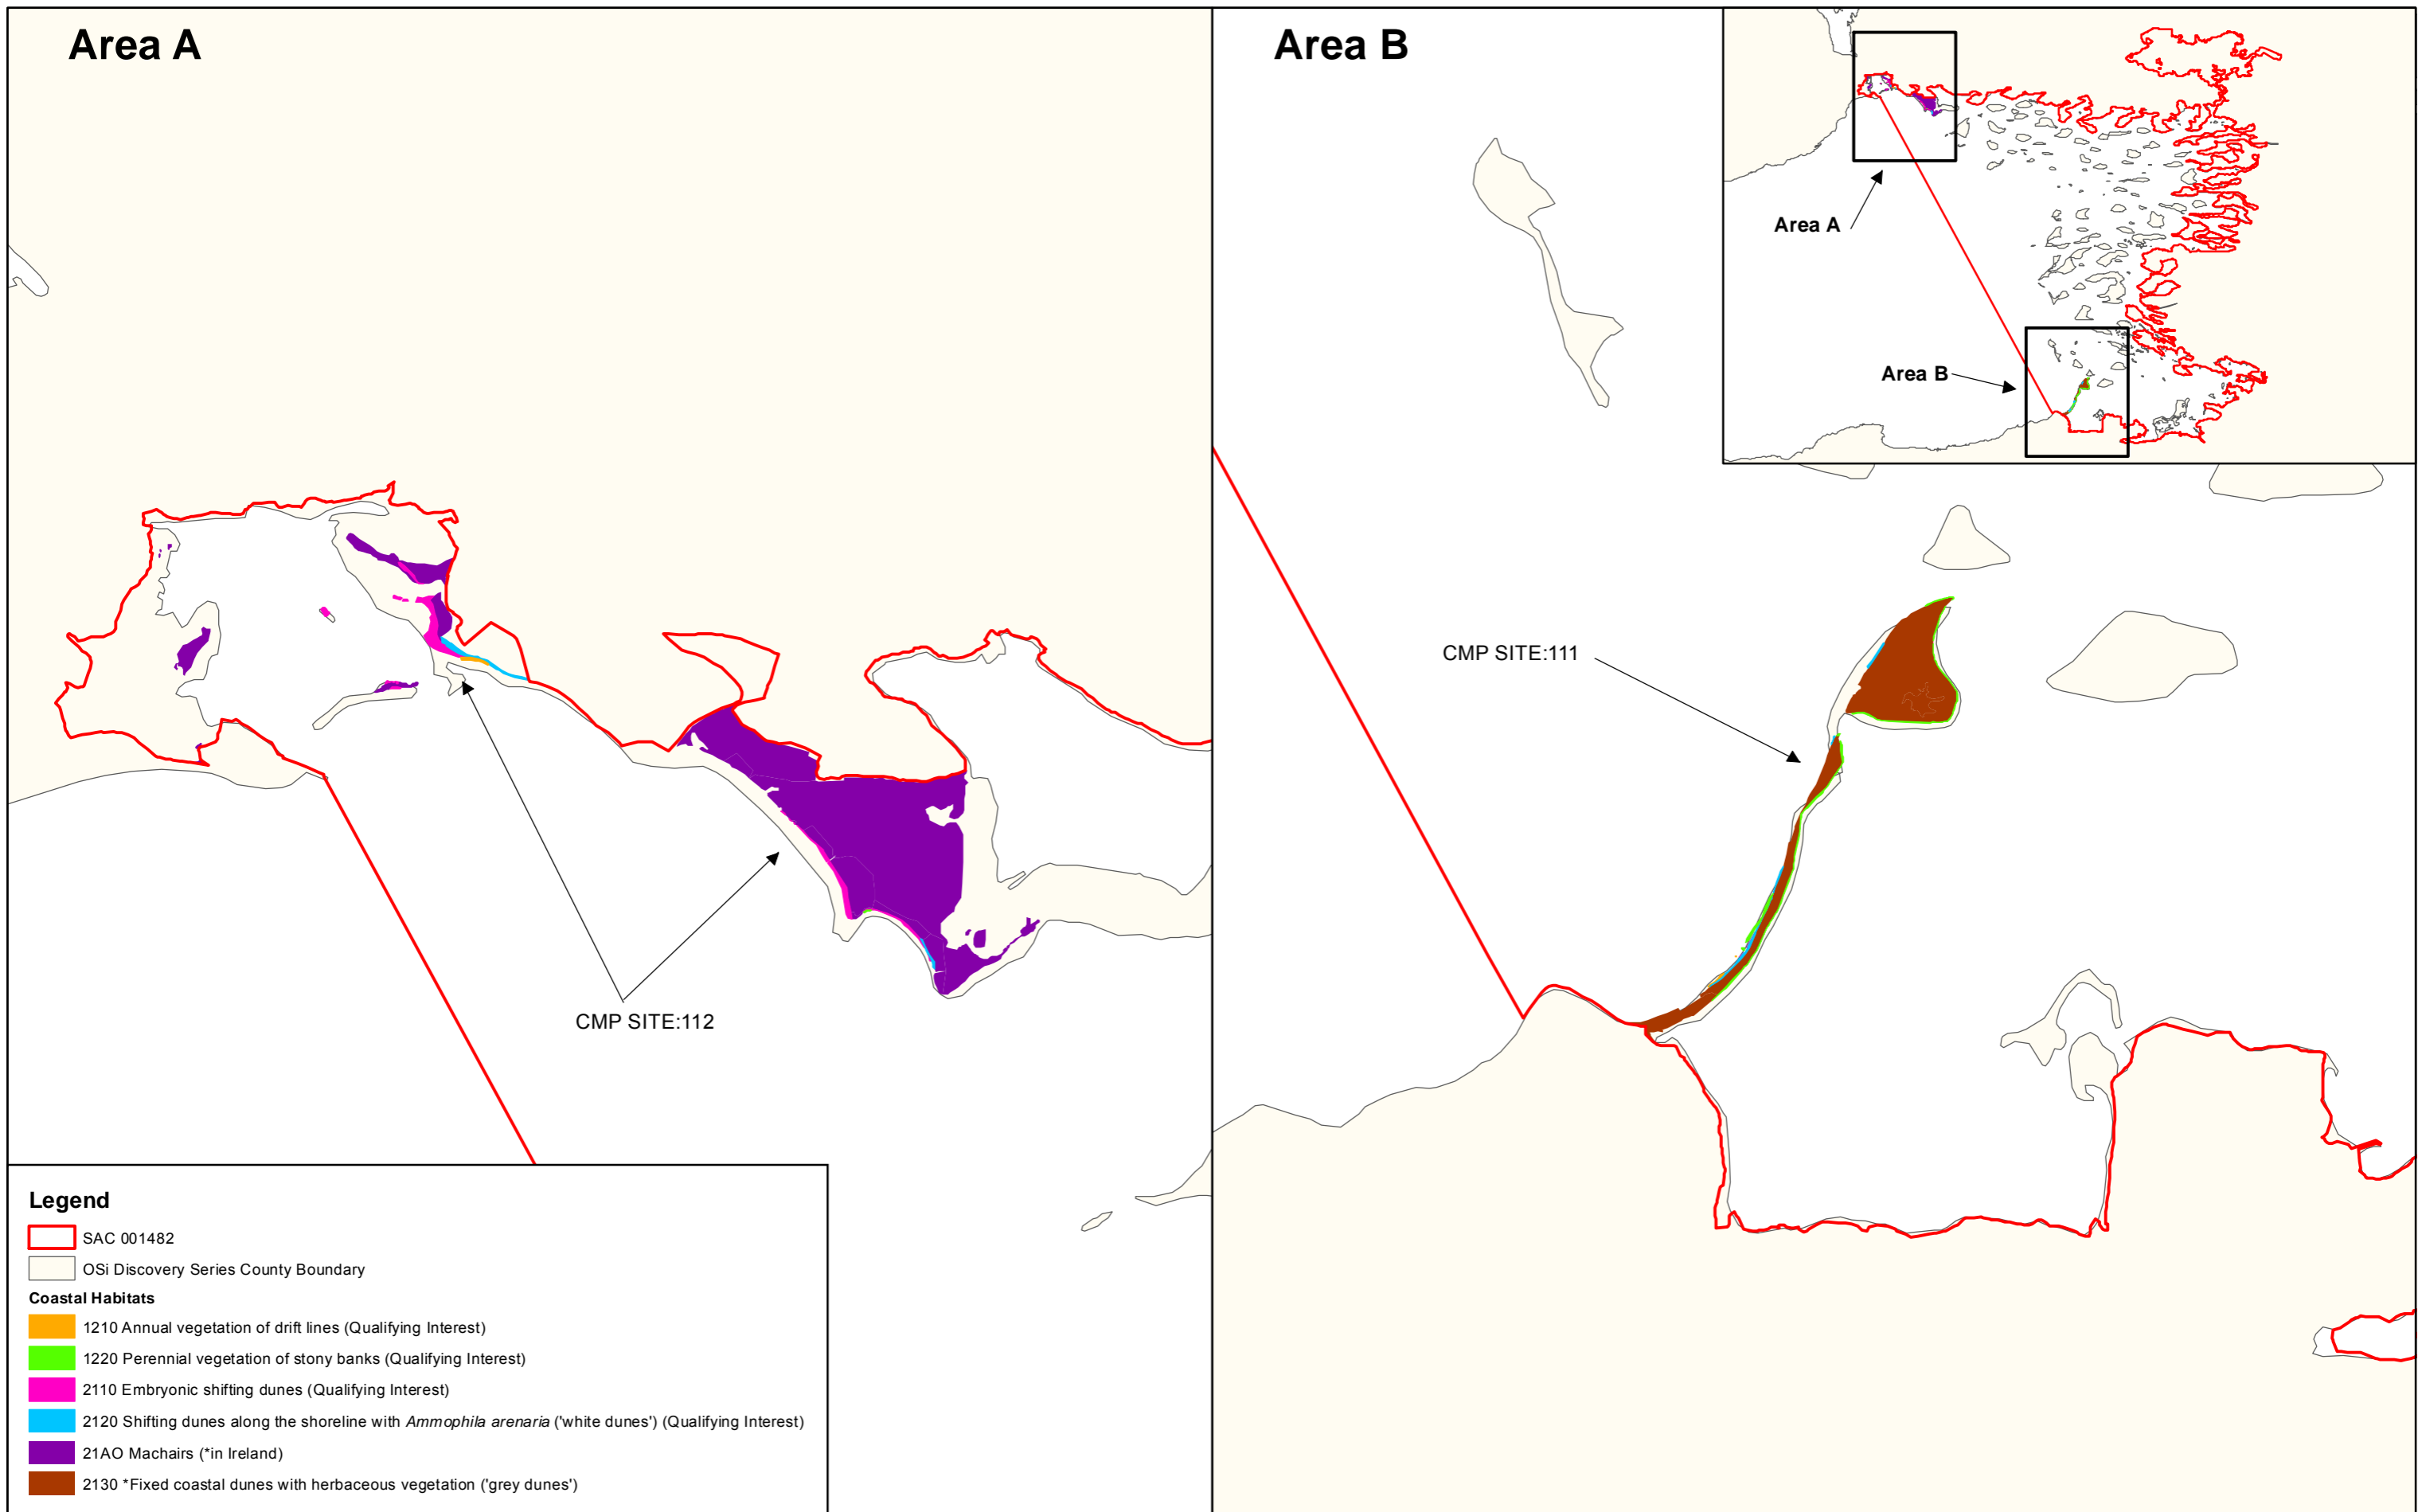 Area A
Area B
Area A
Area B
CMP SITE:111
CMP SITE:112
Legend
SAC 001482
OSi Discovery Series County Boundary
Coastal Habitats
1210 Annual vegetation of drift lines (Qualifying Interest)
1220 Perennial vegetation of stony banks (Qualifying Interest)
2110 Embryonic shifting dunes (Qualifying Interest)
2120 Shifting dunes along the shoreline with Ammophila arenaria ('white dunes') (Qualifying Interest)
21AO Machairs (*in Ireland)
2130 *Fixed coastal dunes with herbaceous vegetation ('grey dunes')